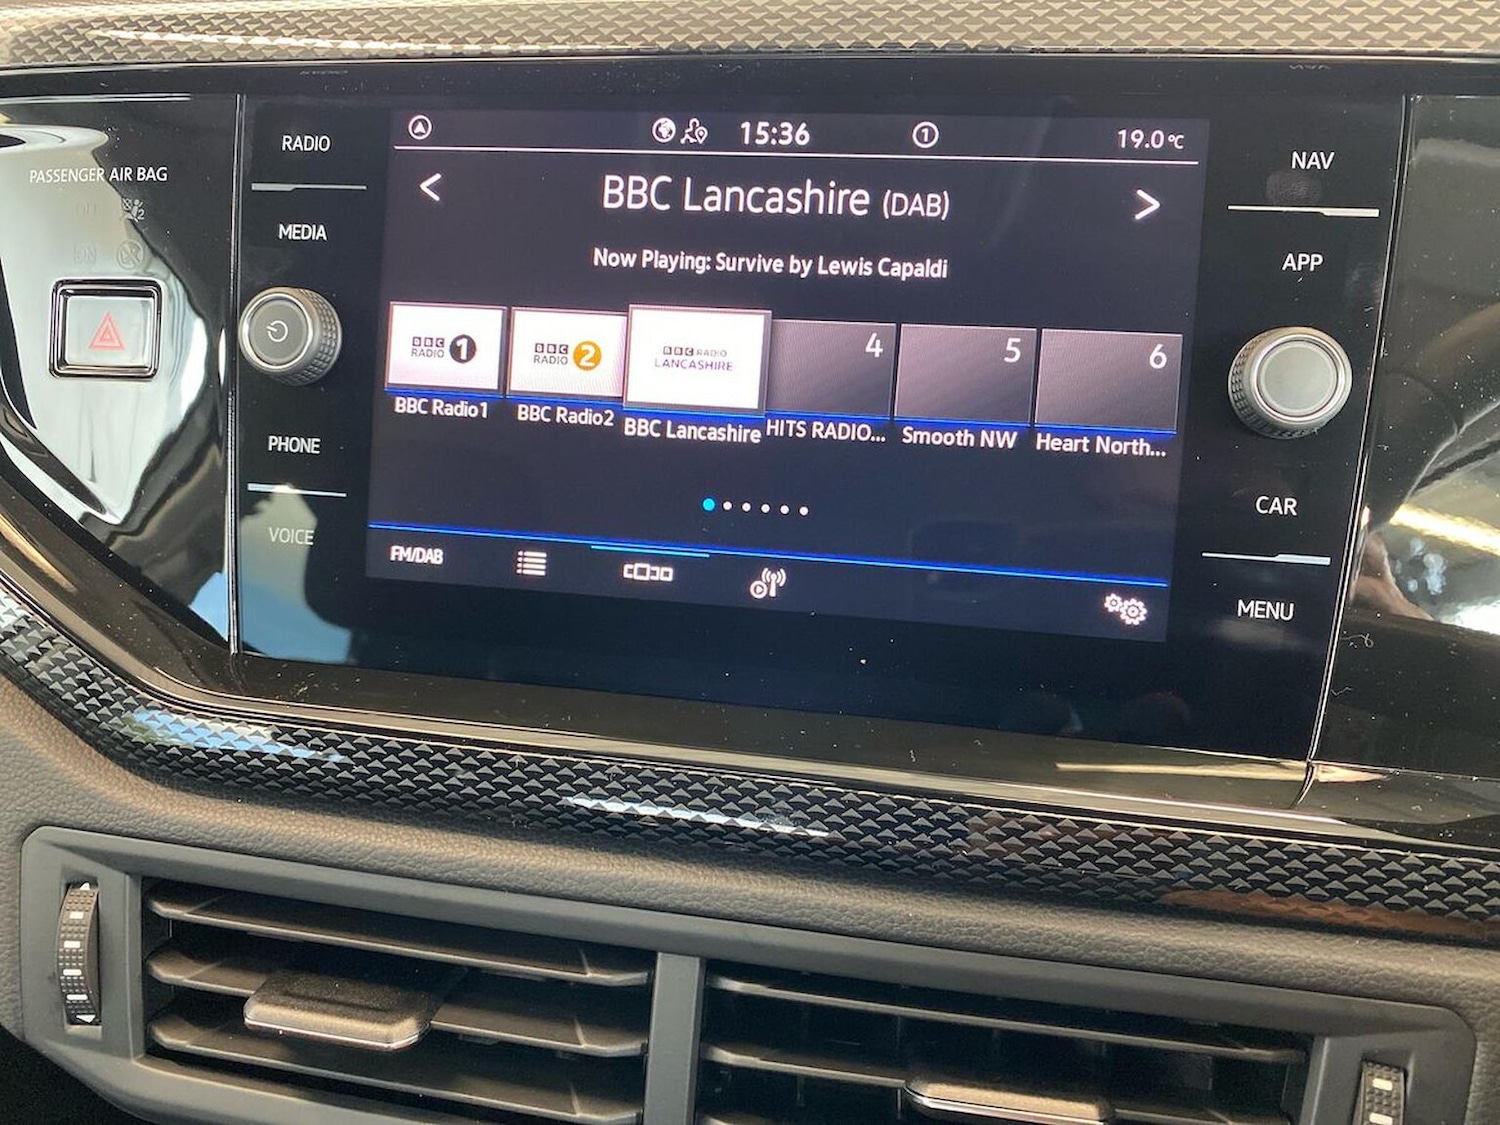 PASSENGER AIR BAG
RADIO
MEDIA
PHONE
VOICE
15:36
1
19.0°C
BBC Lancashire (DAB)
Now Playing: Survive by Lewis Capaldi
BBC RADIO 1
BBC RADIO 2
BBC RADIO LANCASHIRE
4
5
6
BBC Radio1
BBC Radio2
BBC Lancashire
HITS RADIO...
Smooth NW
Heart North...
FM/DAB
NAV
APP
CAR
MENU